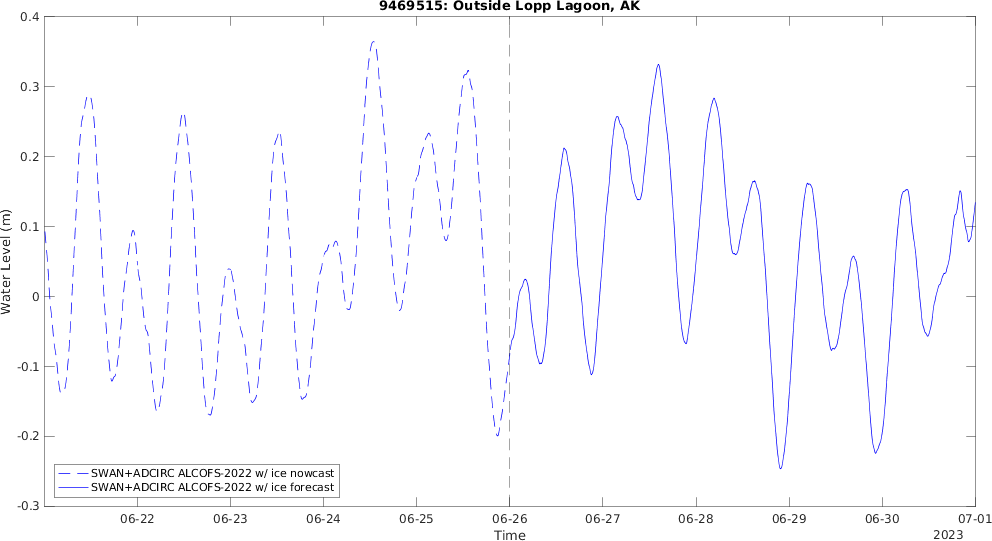 9469515: Outside Lopp Lagoon, AK
Water Level (m)
0.4
0.3
0.2
0.1
0
-0.1
-0.2
-0.3
SWAN+ADCIRC ALCOFS-2022 w/ ice nowcast
SWAN+ADCIRC ALCOFS-2022 w/ ice forecast
06-22 06-23 06-24 06-25 06-26 06-27 06-28 06-29 06-30 07-01
Time
2023